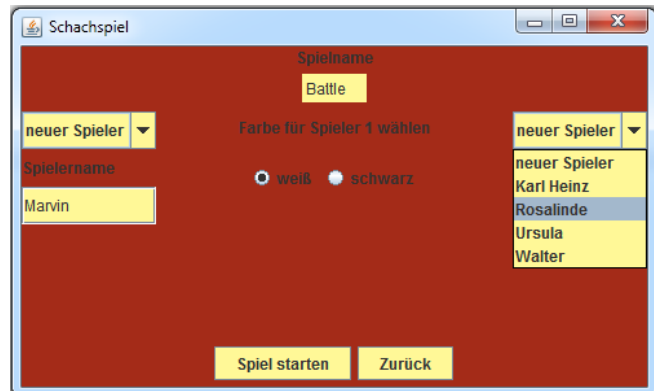 Schachspiel
Spielname
Battle
neuer Spieler
Farbe für Spieler 1 wählen
neuer Spieler
Spielername
weiß
schwarz
Marvin
neuer Spieler
Karl Heinz
Rosalinde
Ursula
Walter
Spiel starten
Zurück